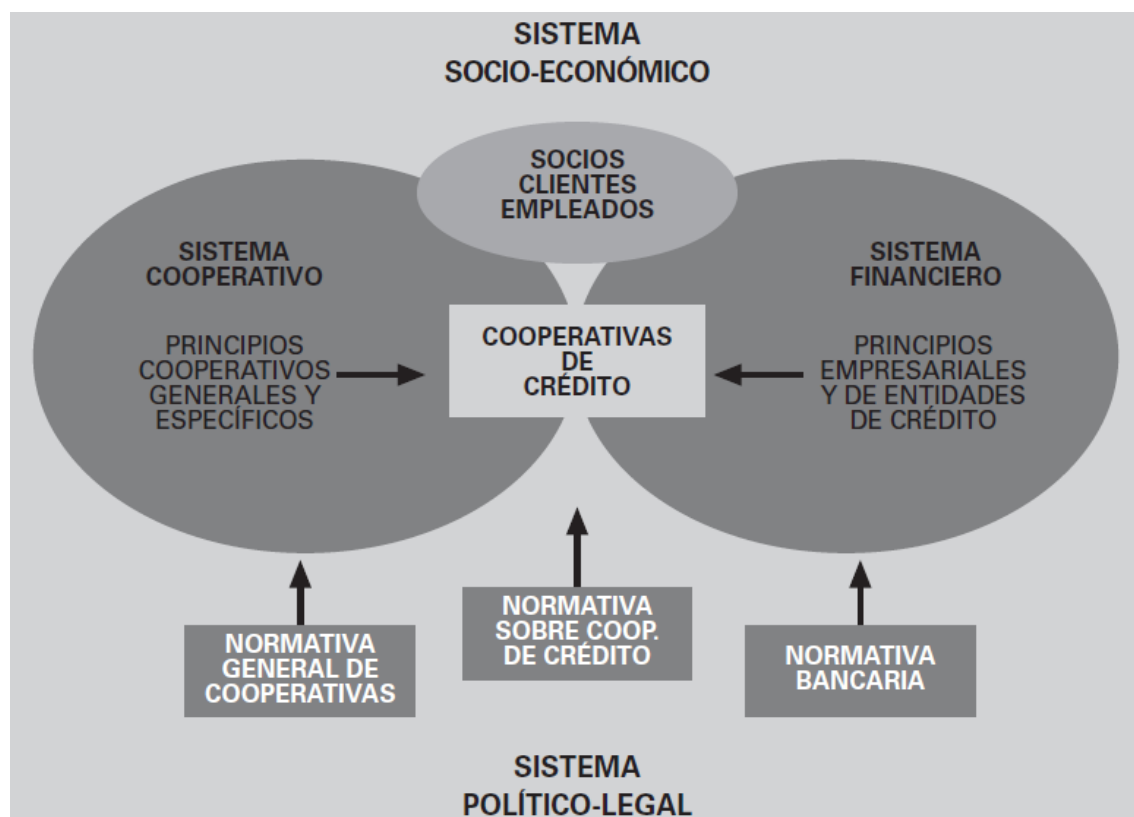 SISTEMA
SOCIO-ECONÓMICO
SOCIOS
CLIENTES
EMPLEADOS
SISTEMA
COOPERATIVO
SISTEMA
FINANCIERO
COOPERATIVAS
DE
CRÉDITO
PRINCIPIOS
COOPERATIVOS
GENERALES Y
ESPECÍFICOS
PRINCIPIOS
EMPRESARIALES
Y DE ENTIDADES
DE CRÉDITO
NORMATIVA
GENERAL DE
COOPERATIVAS
NORMATIVA
SOBRE COOP.
DE CRÉDITO
NORMATIVA
BANCARIA
SISTEMA
POLÍTICO-LEGAL